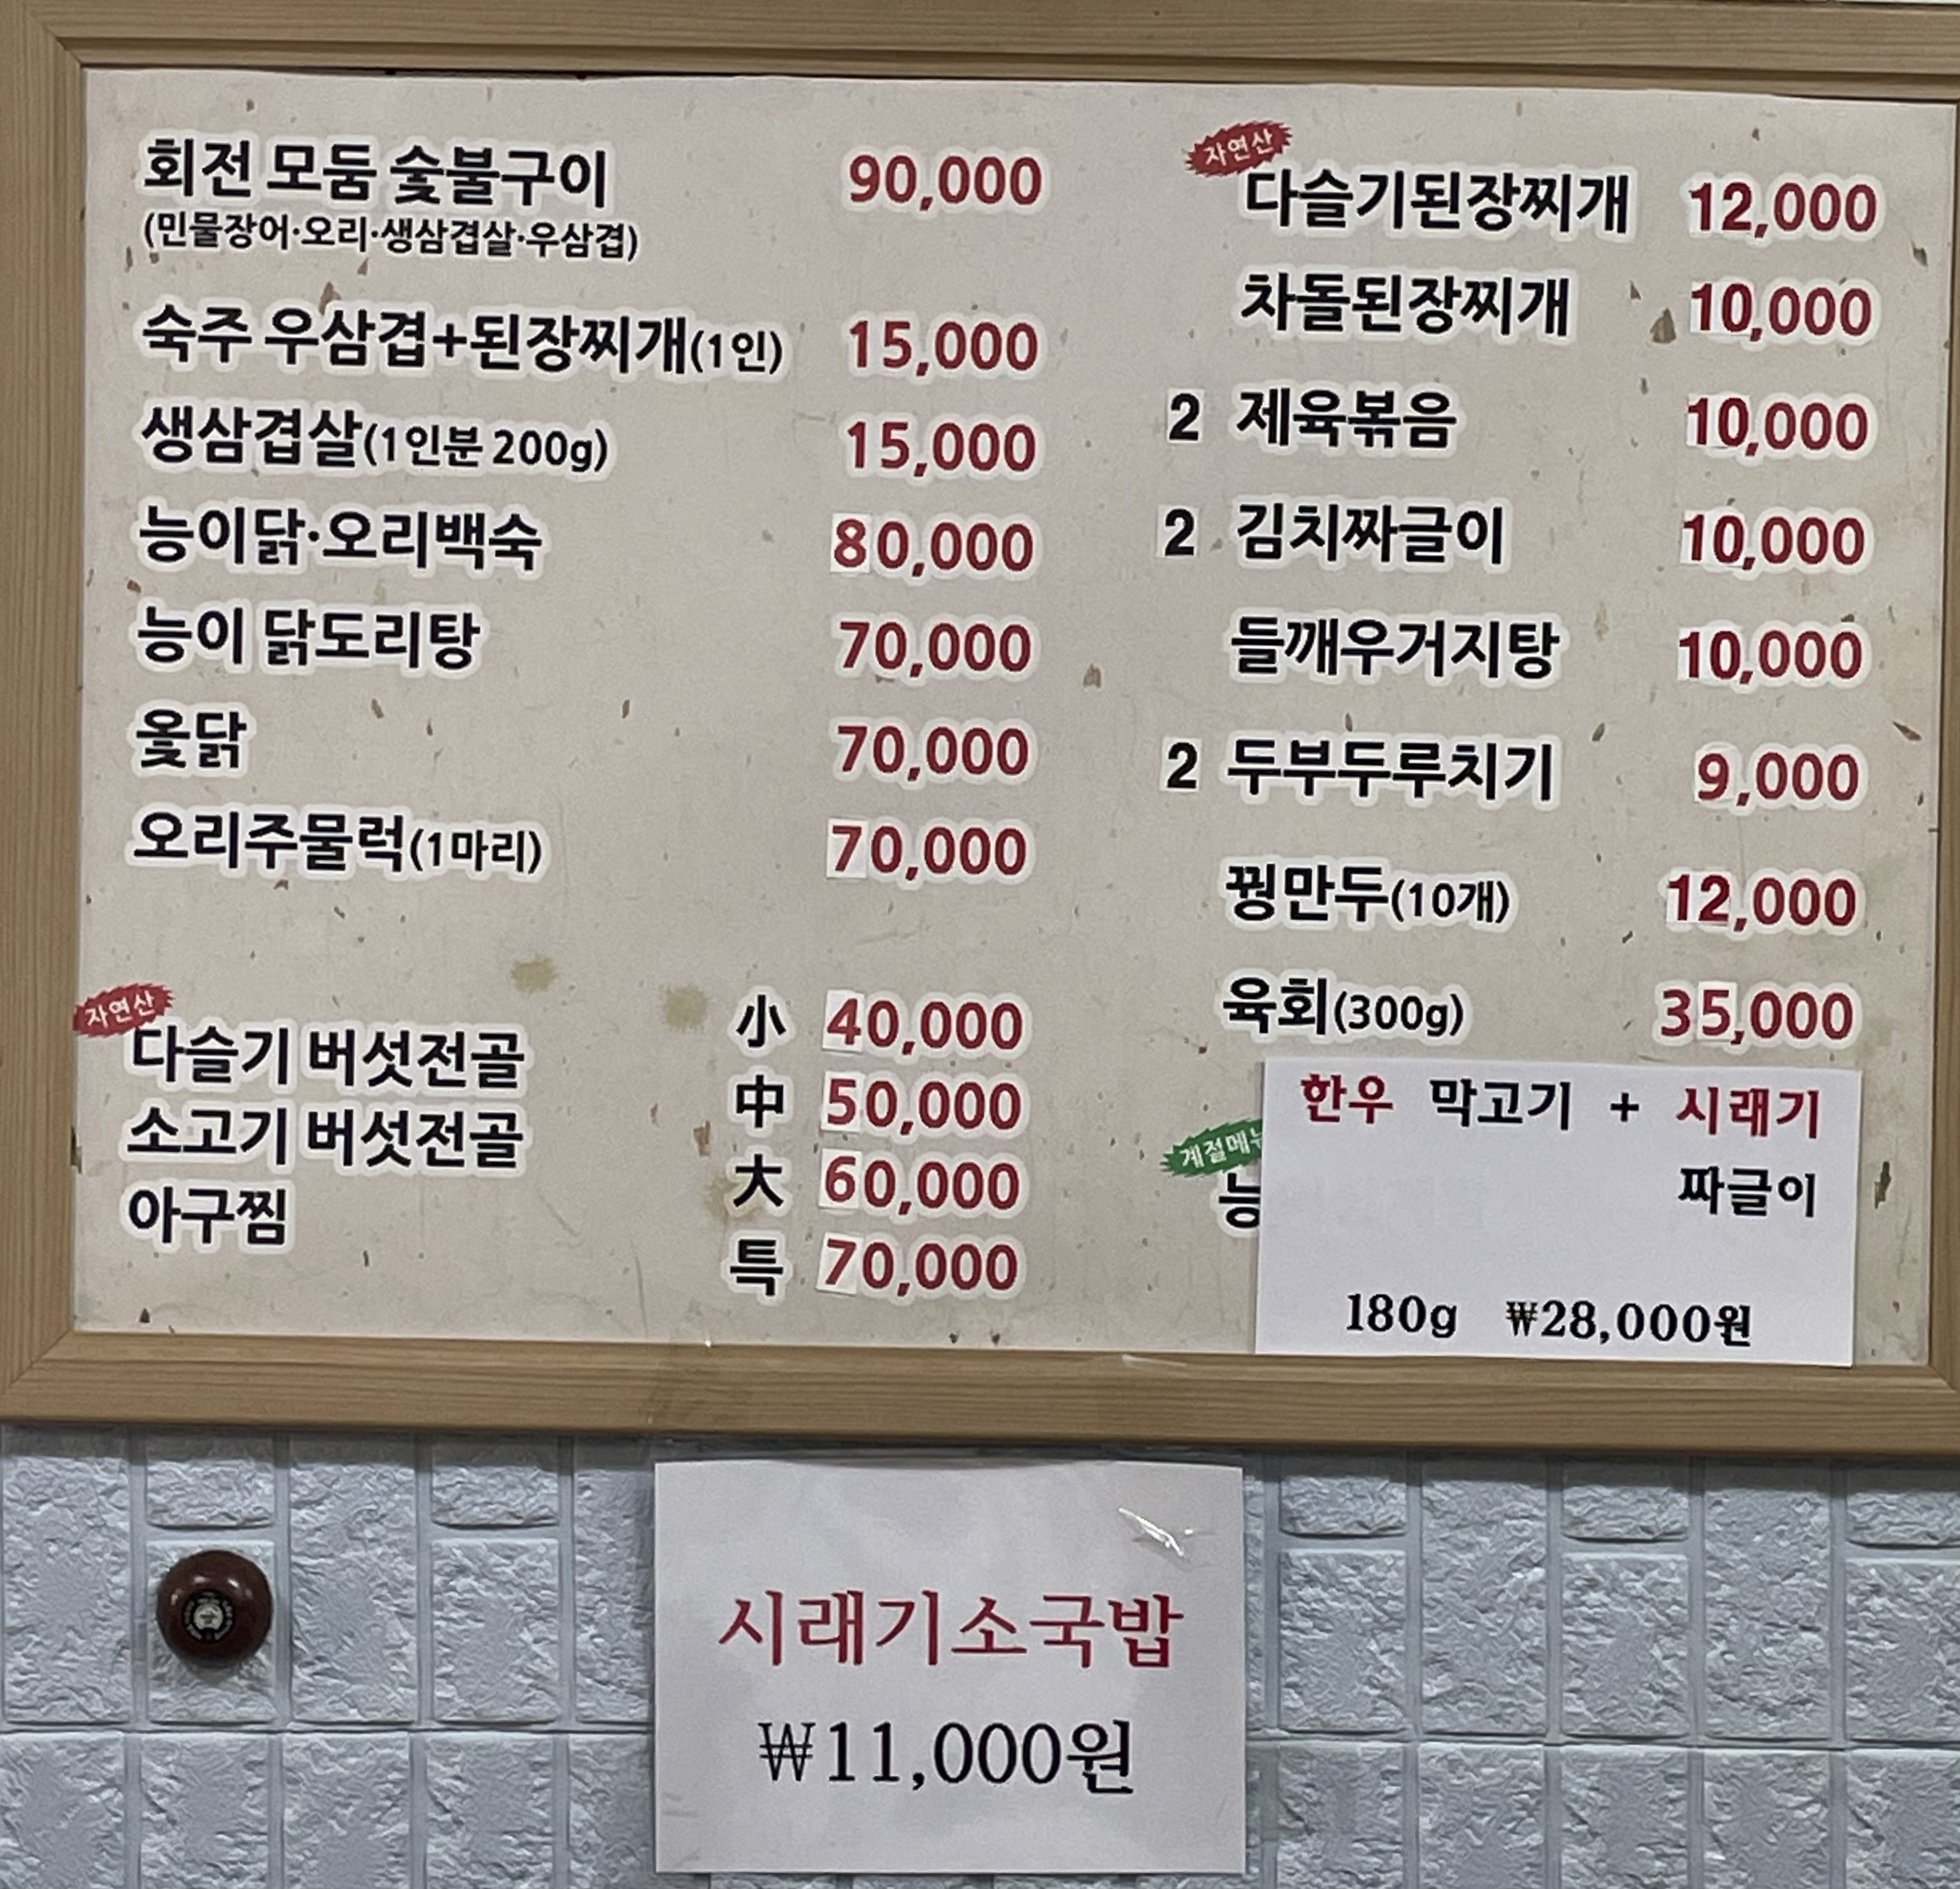 회전 모둠 숯불구이 90,000
(민물장어·오리·생삼겹살·우삼겹)
숙주 우삼겹+된장찌개(1인) 15,000
생삼겹살(1인분 200g) 15,000
능이닭·오리백숙 80,000
능이 닭도리탕 70,000
옻닭 70,000
오리주물럭(1마리) 70,000
자연산
다슬기 버섯전골
소고기 버섯전골
아구찜
小 40,000
中 50,000
大 60,000
특 70,000
자연산
다슬기된장찌개 12,000
차돌된장찌개 10,000
2 제육볶음 10,000
2 김치짜글이 10,000
들깨우거지탕 10,000
2 두부두루치기 9,000
꿩만두(10개) 12,000
육회(300g) 35,000
계절메뉴
능
한우 막고기 + 시래기
짜글이
180g ₩28,000원
시래기소국밥
₩11,000원